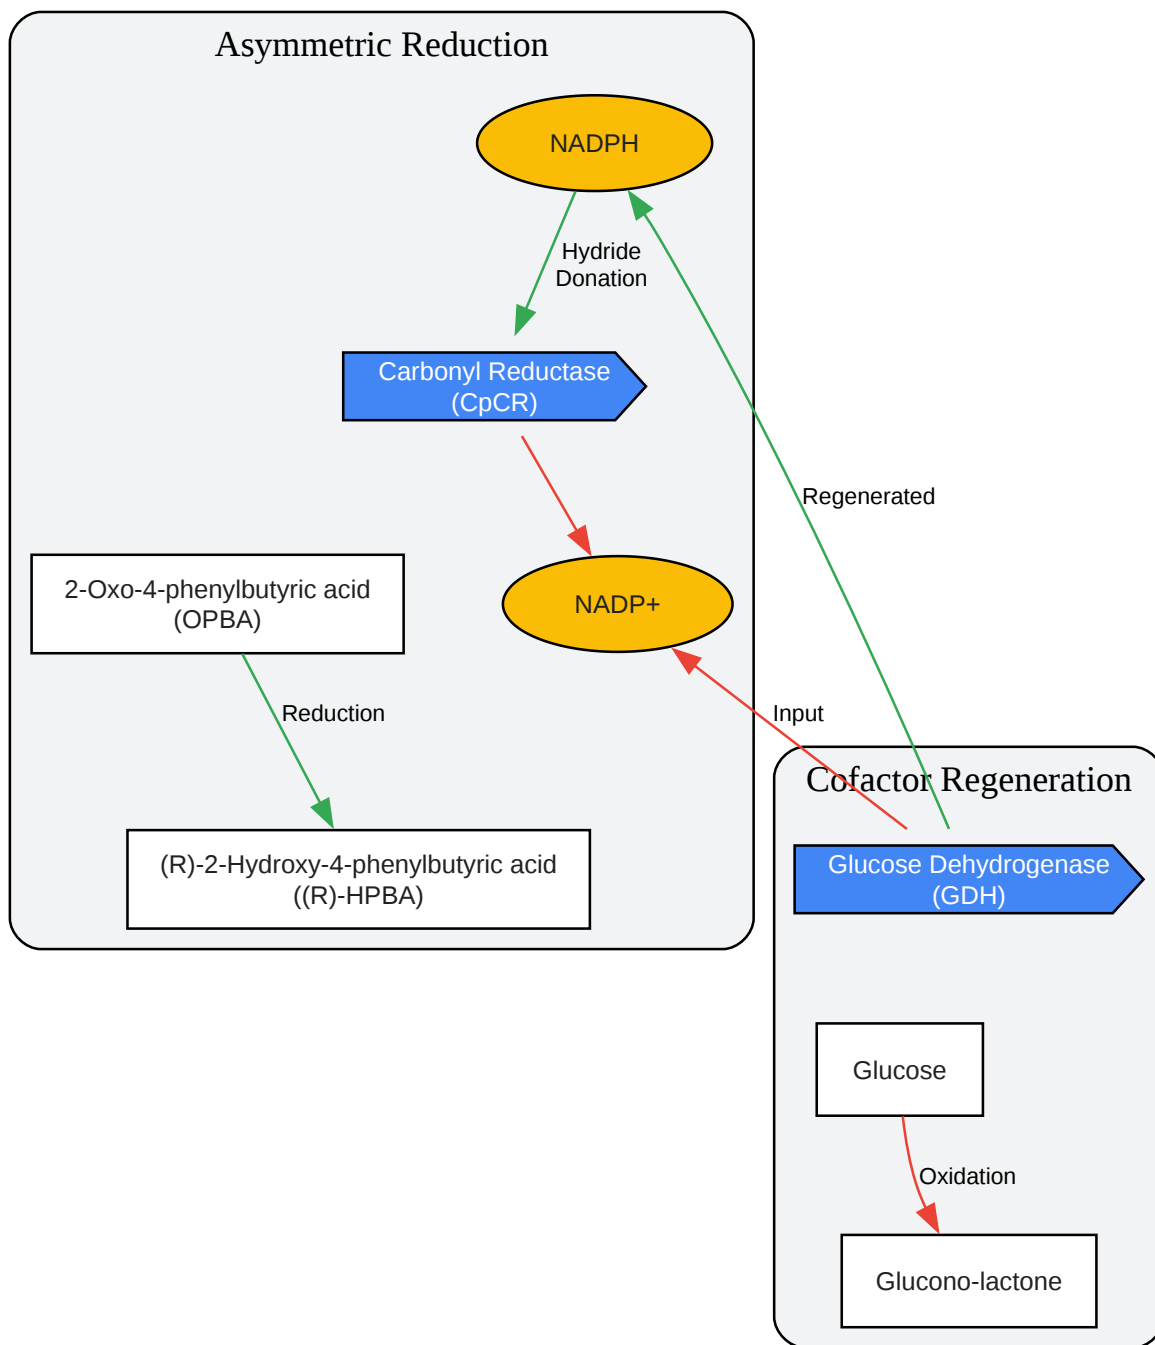 Asymmetric Reduction
NADPH
Hydride
Donation
Carbonyl Reductase
(CpCR)
Regenerated
2-Oxo-4-phenylbutyric acid
(OPBA)
NADP+
Reduction
Input
Cofactor Regeneration
(R)-2-Hydroxy-4-phenylbutyric acid
((R)-HPBA)
Glucose Dehydrogenase
(GDH)
Glucose
Oxidation
Glucono-lactone